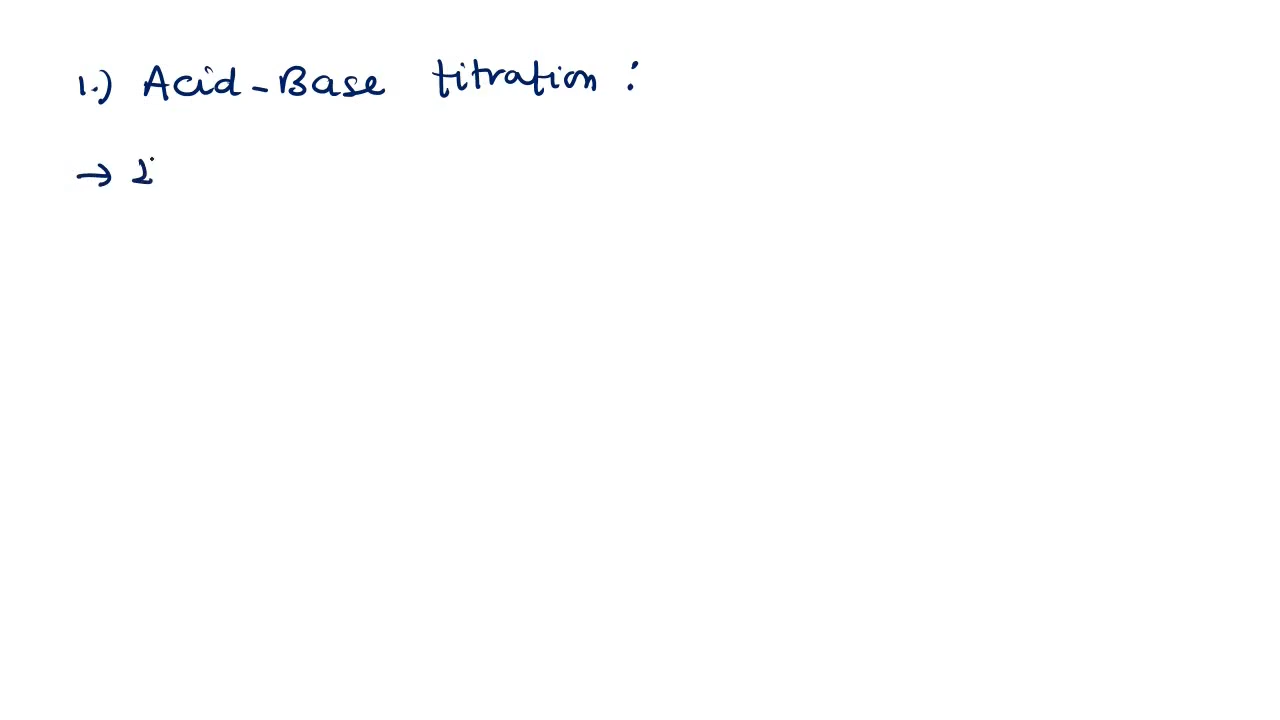 1.) Acid-Base titration :
→